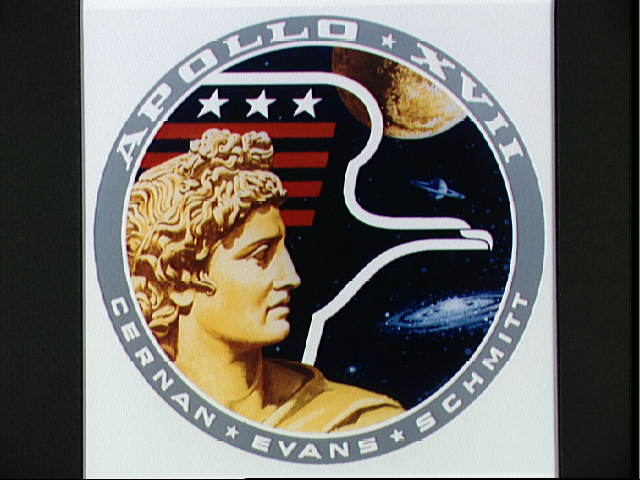 APOLLO ★ XVII
CERNAN ★ EVANS ★ SCHMITT